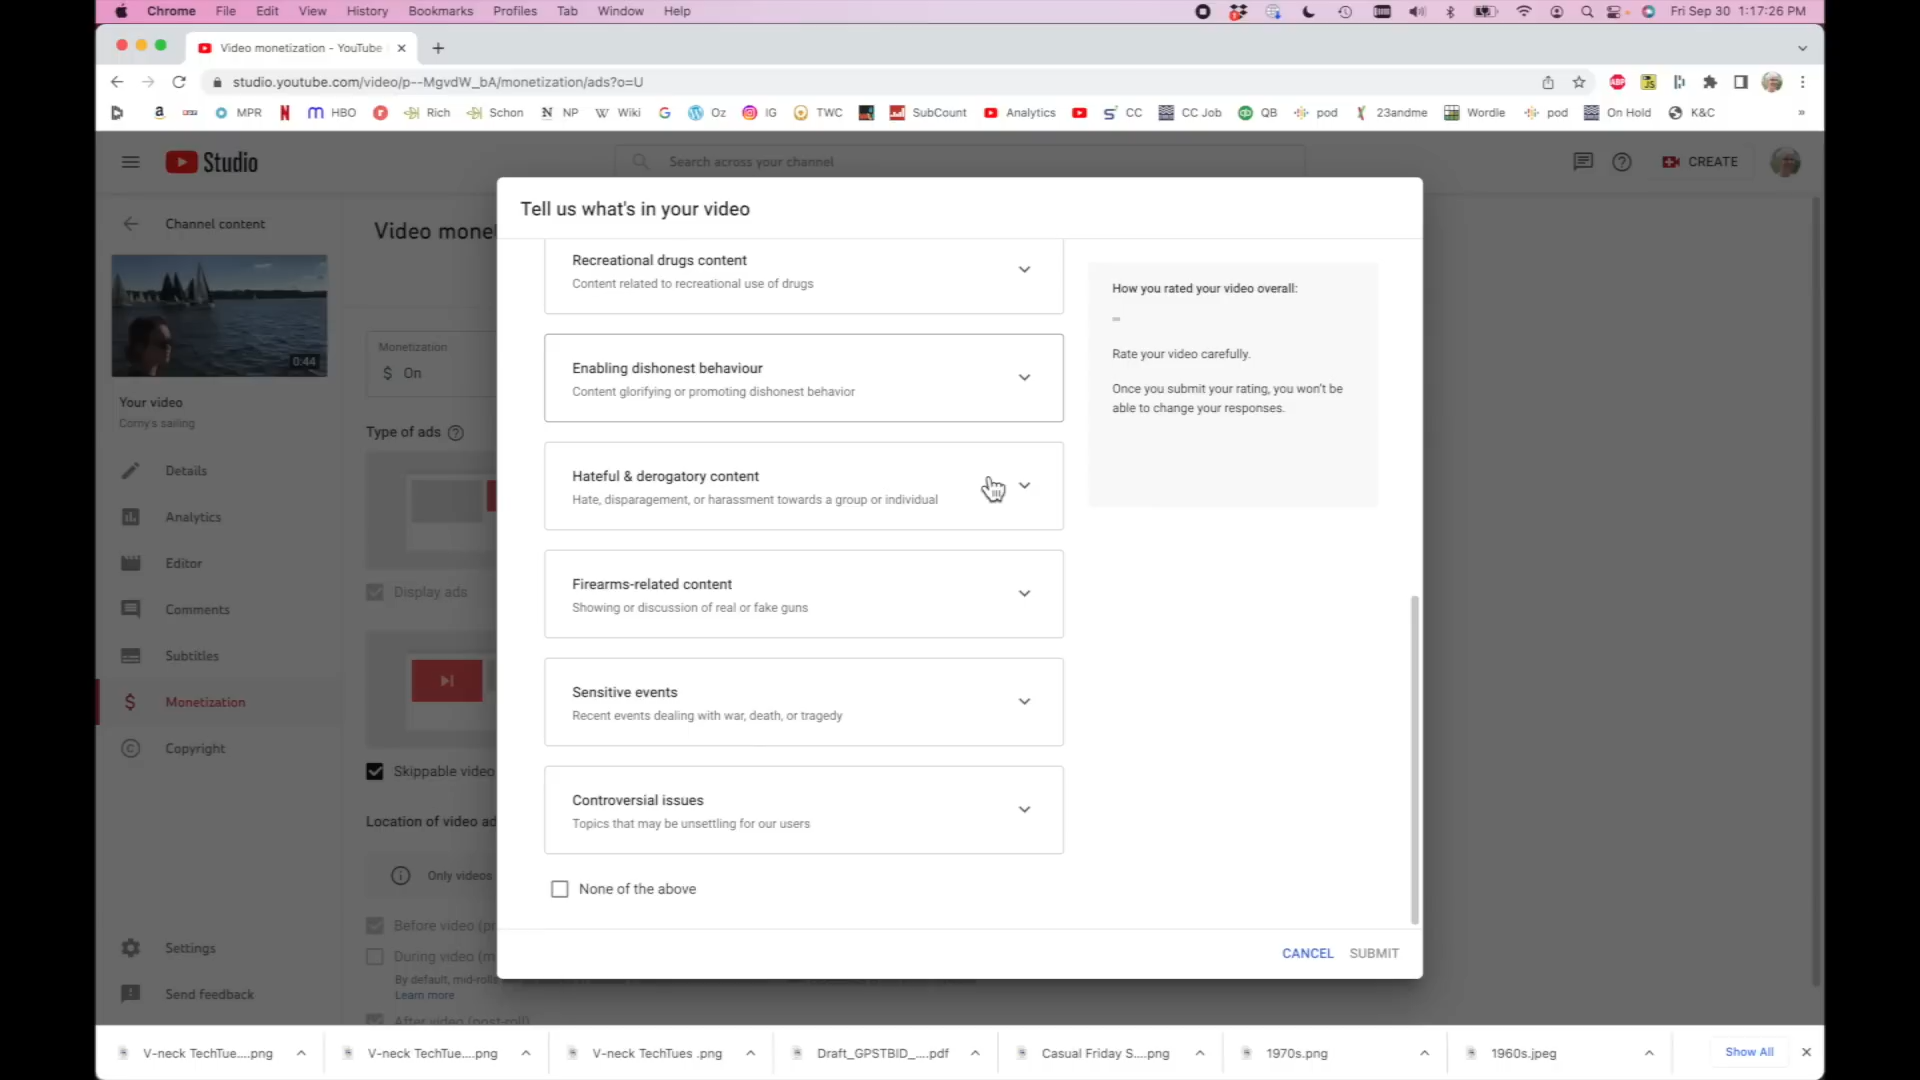 Chrome File Edit View History Bookmarks Profiles Tab Window Help Fri Sep 30 1:17:26 PM
Video monetization - YouTube
studio.youtube.com/video/p--MgvdW_bA/monetization/ads?o=U
MPR HBO Rich Schon NP Wiki Oz IG TWC SubCount Analytics CC CC Job QB pod 23andme Wordle pod On Hold K&C »
Studio Search across your channel CREATE
Channel content
0:44
Your video
Corny's sailing
Details
Analytics
Editor
Comments
Subtitles
Monetization
Copyright
Settings
Send feedback
Video mone
Monetization
$ On
Type of ads
Display ads
Skippable video
Location of video ad
Only videos
Before video (p
During video (m
By default, mid-rolls
Learn more
After video (post-roll)
Tell us what's in your video
Recreational drugs content
Content related to recreational use of drugs
Enabling dishonest behaviour
Content glorifying or promoting dishonest behavior
Hateful & derogatory content
Hate, disparagement, or harassment towards a group or individual
Firearms-related content
Showing or discussion of real or fake guns
Sensitive events
Recent events dealing with war, death, or tragedy
Controversial issues
Topics that may be unsettling for our users
None of the above
How you rated your video overall:
–
Rate your video carefully.
Once you submit your rating, you won't be
able to change your responses.
CANCEL SUBMIT
V-neck TechTue....png V-neck TechTue....png V-neck TechTues .png Draft_GPSTBID_....pdf Casual Friday S....png 1970s.png 1960s.jpeg Show All